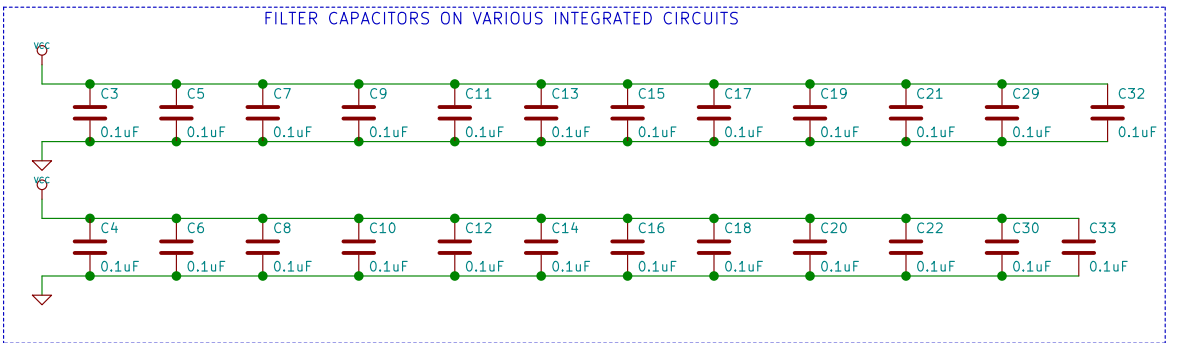 FILTER CAPACITORS ON VARIOUS INTEGRATED CIRCUITS
VCC
C3 C5 C7 C9 C11 C13 C15 C17 C19 C21 C29 C32
0.1uF 0.1uF 0.1uF 0.1uF 0.1uF 0.1uF 0.1uF 0.1uF 0.1uF 0.1uF 0.1uF 0.1uF
VCC
C4 C6 C8 C10 C12 C14 C16 C18 C20 C22 C30 C33
0.1uF 0.1uF 0.1uF 0.1uF 0.1uF 0.1uF 0.1uF 0.1uF 0.1uF 0.1uF 0.1uF 0.1uF